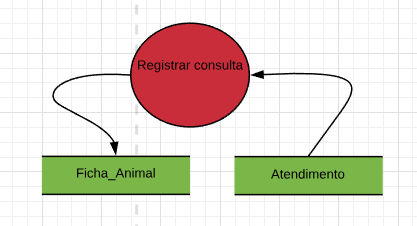 Registrar consulta
Ficha_Animal
Atendimento